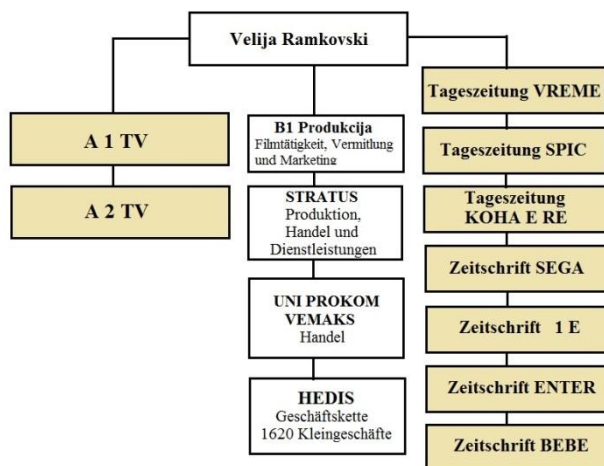 Velija Ramkovski
A 1 TV
A 2 TV
B1 Produkcija
Filmtätigkeit, Vermitlung
und Marketing
STRATUS
Produktion,
Handel und
Dienstleistungen
UNI PROKOM
VEMAKS
Handel
HEDIS
Geschäftskette
1620 Kleingeschäfte
Tageszeitung VREME
Tageszeitung SPIC
Tageszeitung
KOHA E RE
Zeitschrift SEGA
Zeitschrift 1 E
Zeitschrift ENTER
Zeitschrift BEBE